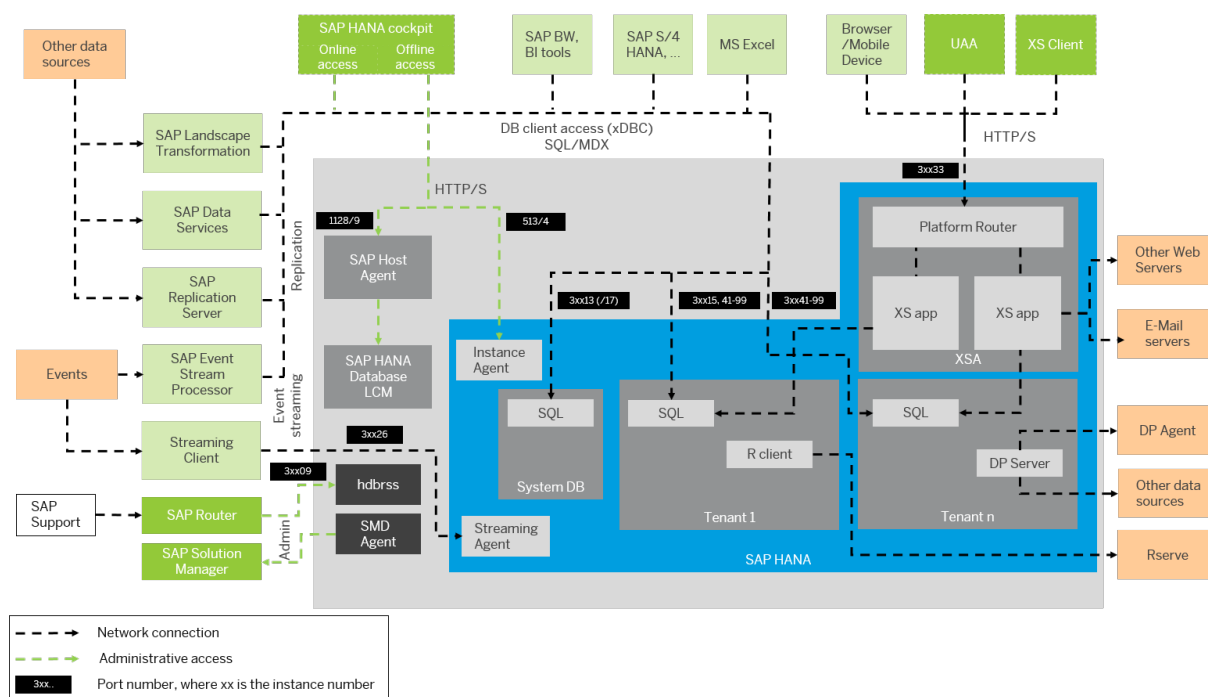 SAP HANA cockpit
Online
access
Offline
access
Other data
sources
SAP BW,
BI tools
SAP S/4
HANA, ...
MS Excel
Browser
/Mobile
Device
UAA
XS Client
SAP Landscape
Transformation
DB client access (xDBC)
SQL/MDX
HTTP/S
3xx33
HTTP/S
SAP Data
Services
1128/9
513/4
Platform Router
Replication
SAP Host
Agent
Other Web
Servers
SAP
Replication
Server
3xx13 (/17)
3xx15, 41-99
3xx41-99
XS app
XS app
E-Mail
servers
XSA
Events
SAP Event
Stream
Processor
Event
streaming
SAP HANA
Database
LCM
Instance
Agent
SQL
SQL
SQL
3xx26
Streaming
Client
R client
DP Server
DP Agent
3xx09
hdbrss
System DB
Other data
sources
SAP
Support
SAP Router
Admin
SMD
Agent
Streaming
Agent
Tenant 1
Tenant n
SAP Solution
Manager
SAP HANA
Rserve
Network connection
Administrative access
3xx..
Port number, where xx is the instance number